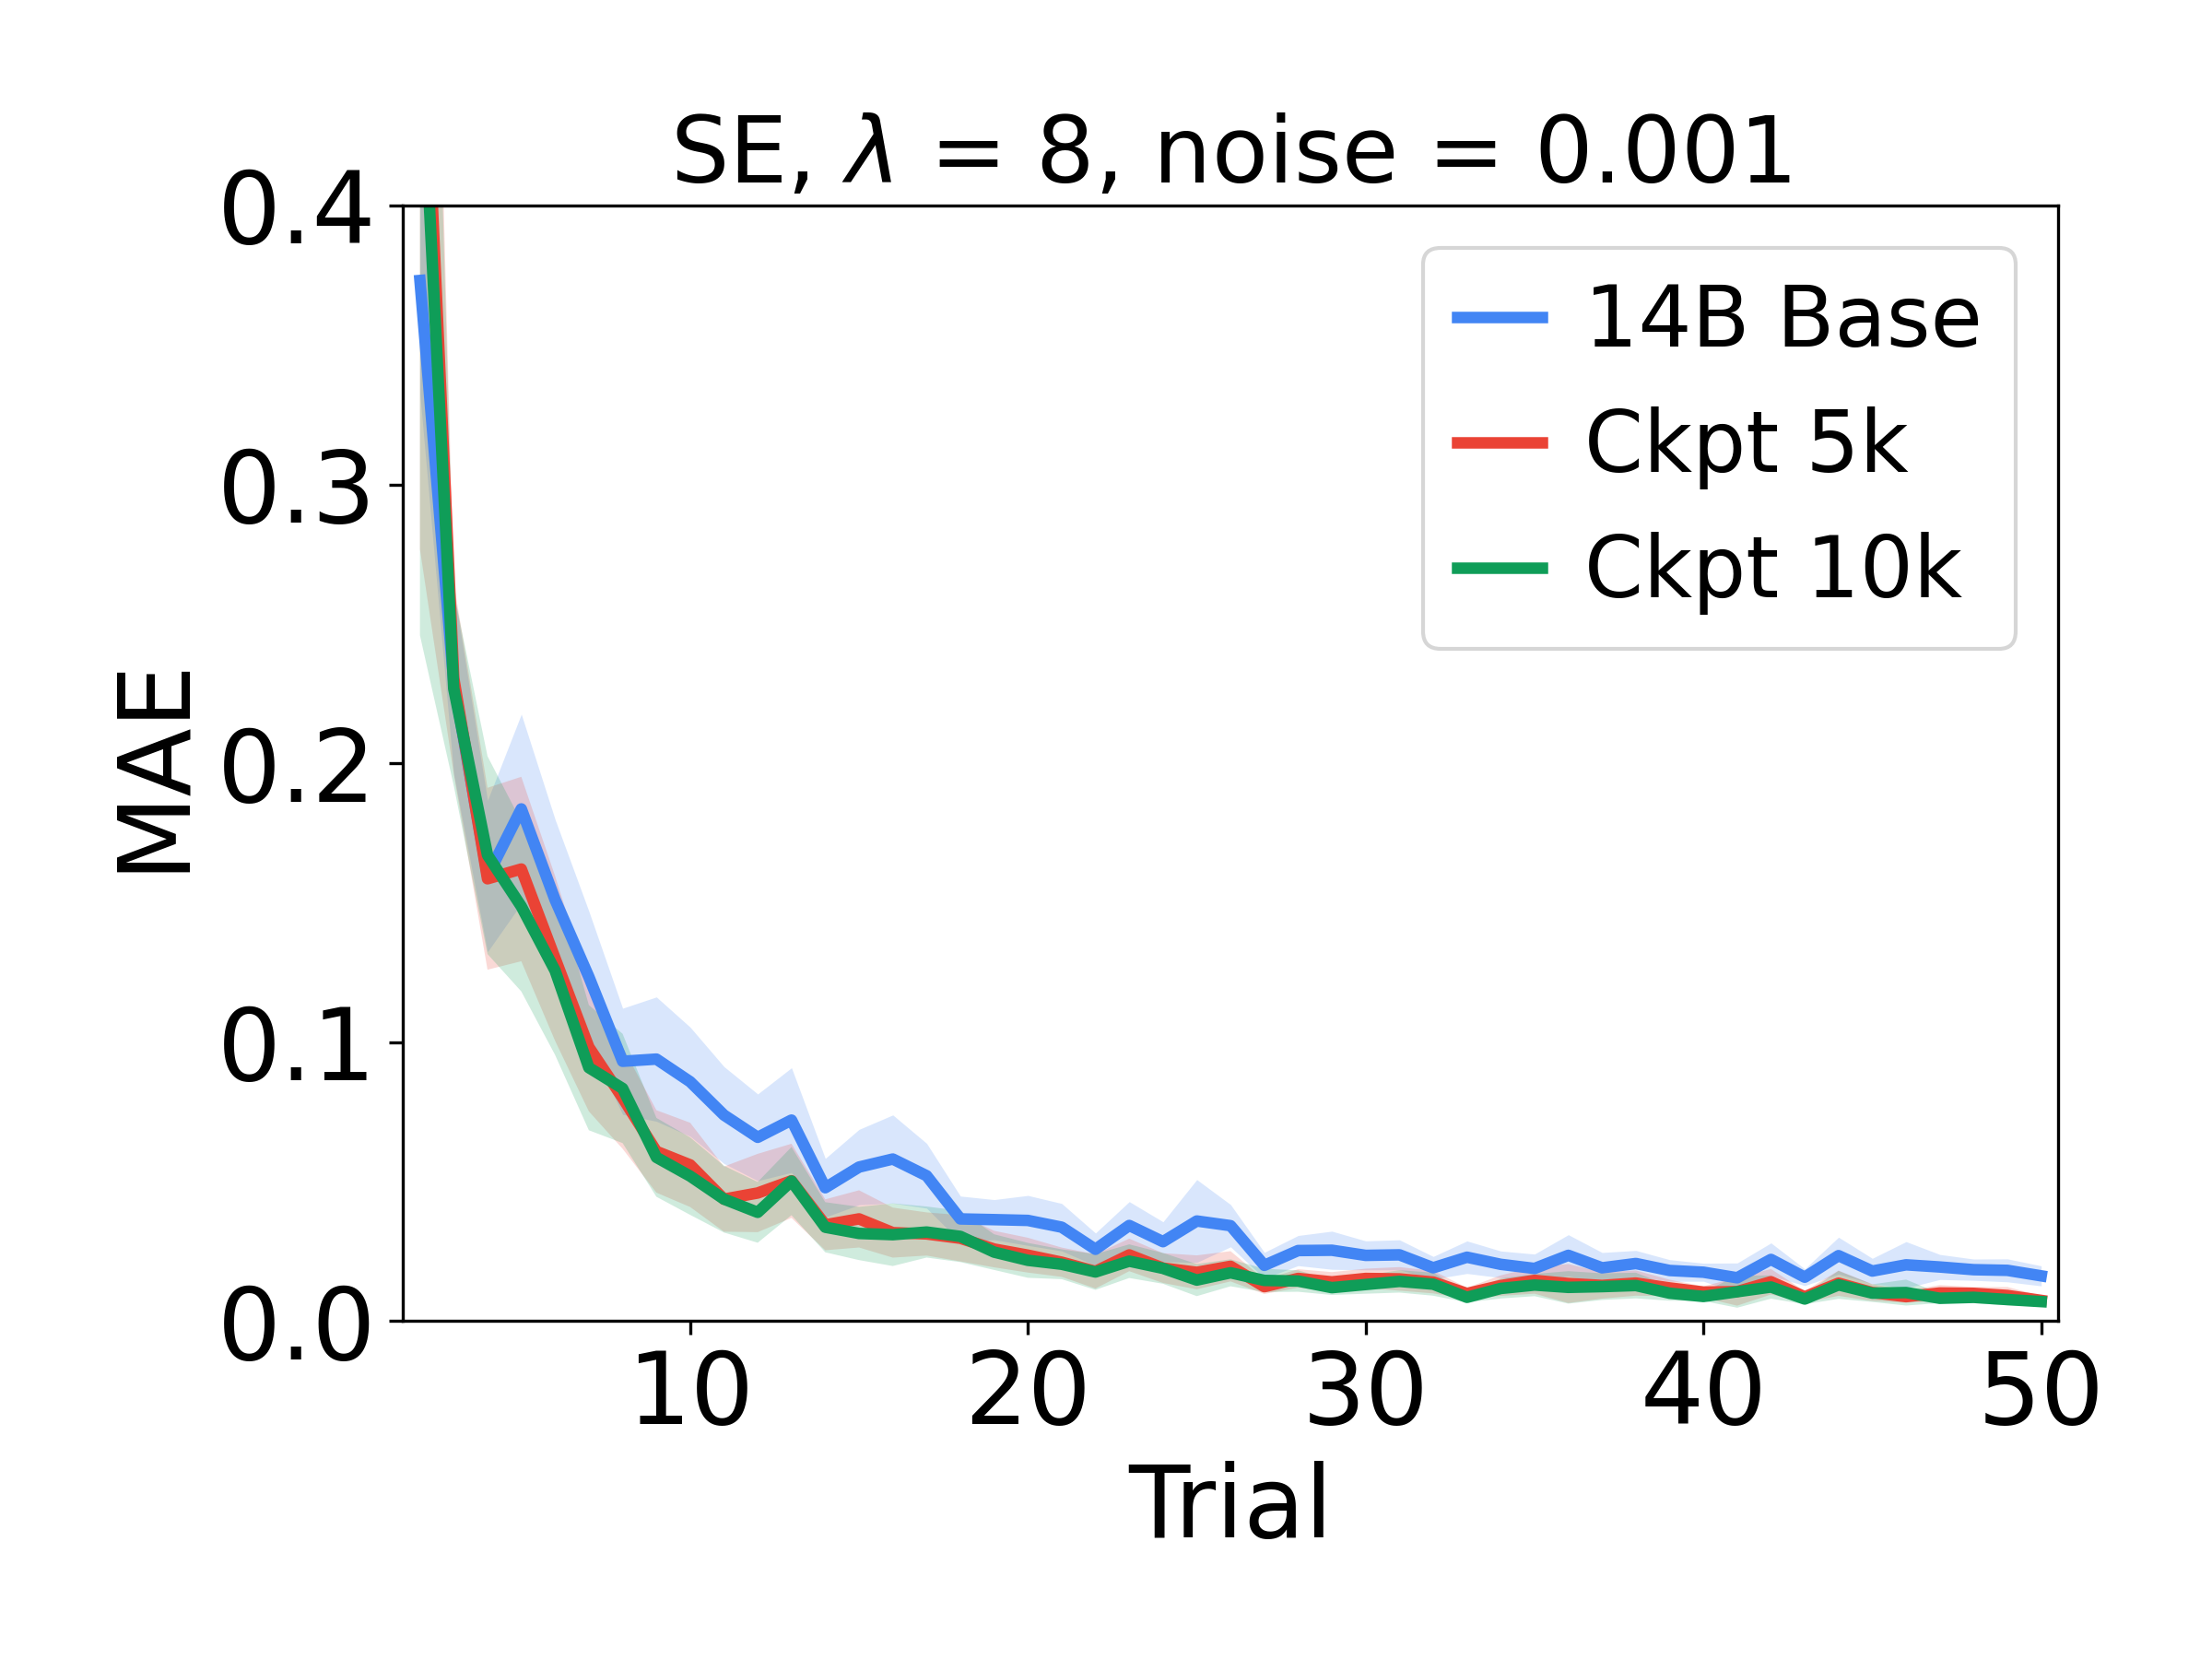 SE, λ = 8, noise = 0.001
0.4
0.3
0.2
0.1
0.0
MAE
14B Base
Ckpt 5k
Ckpt 10k
10 20 30 40 50
Trial